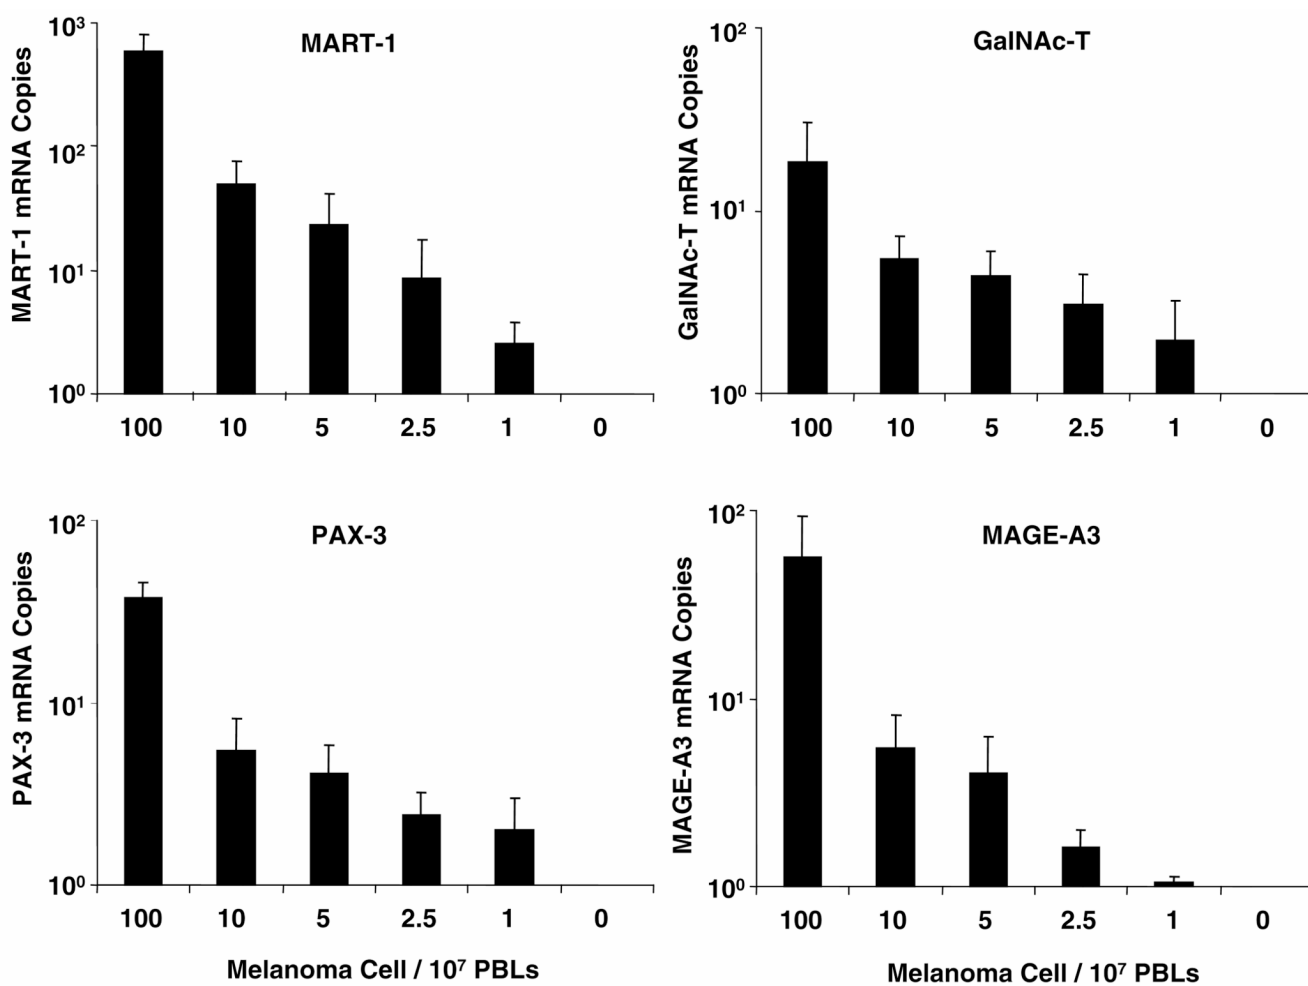 MART-1
MART-1 mRNA Copies
10³
10²
10¹
10⁰
100 10 5 2.5 1 0
GalNAc-T
GalNAc-T mRNA Copies
10²
10¹
10⁰
100 10 5 2.5 1 0
PAX-3
PAX-3 mRNA Copies
10²
10¹
10⁰
100 10 5 2.5 1 0
Melanoma Cell / 10⁷ PBLs
MAGE-A3
MAGE-A3 mRNA Copies
10²
10¹
10⁰
100 10 5 2.5 1 0
Melanoma Cell / 10⁷ PBLs